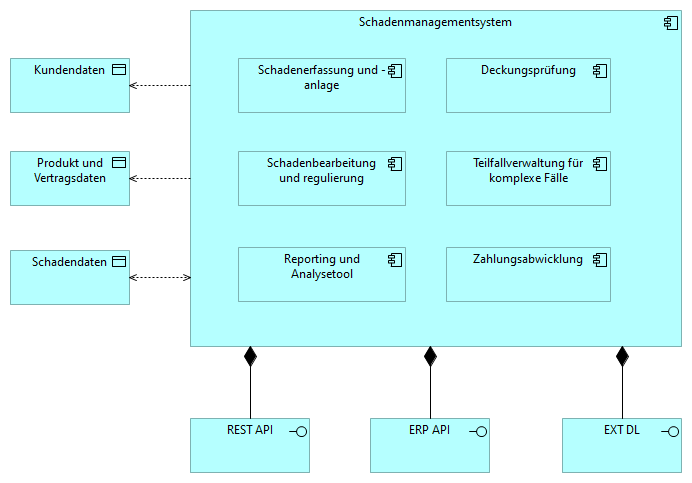 Schadenmanagementsystem
Kundendaten
Schadenerfassung und -
anlage
Deckungsprüfung
Produkt und
Vertragsdaten
Schadenbearbeitung
und regulierung
Teilfallverwaltung für
komplexe Fälle
Schadendaten
Reporting und
Analysetool
Zahlungsabwicklung
REST API
ERP API
EXT DL